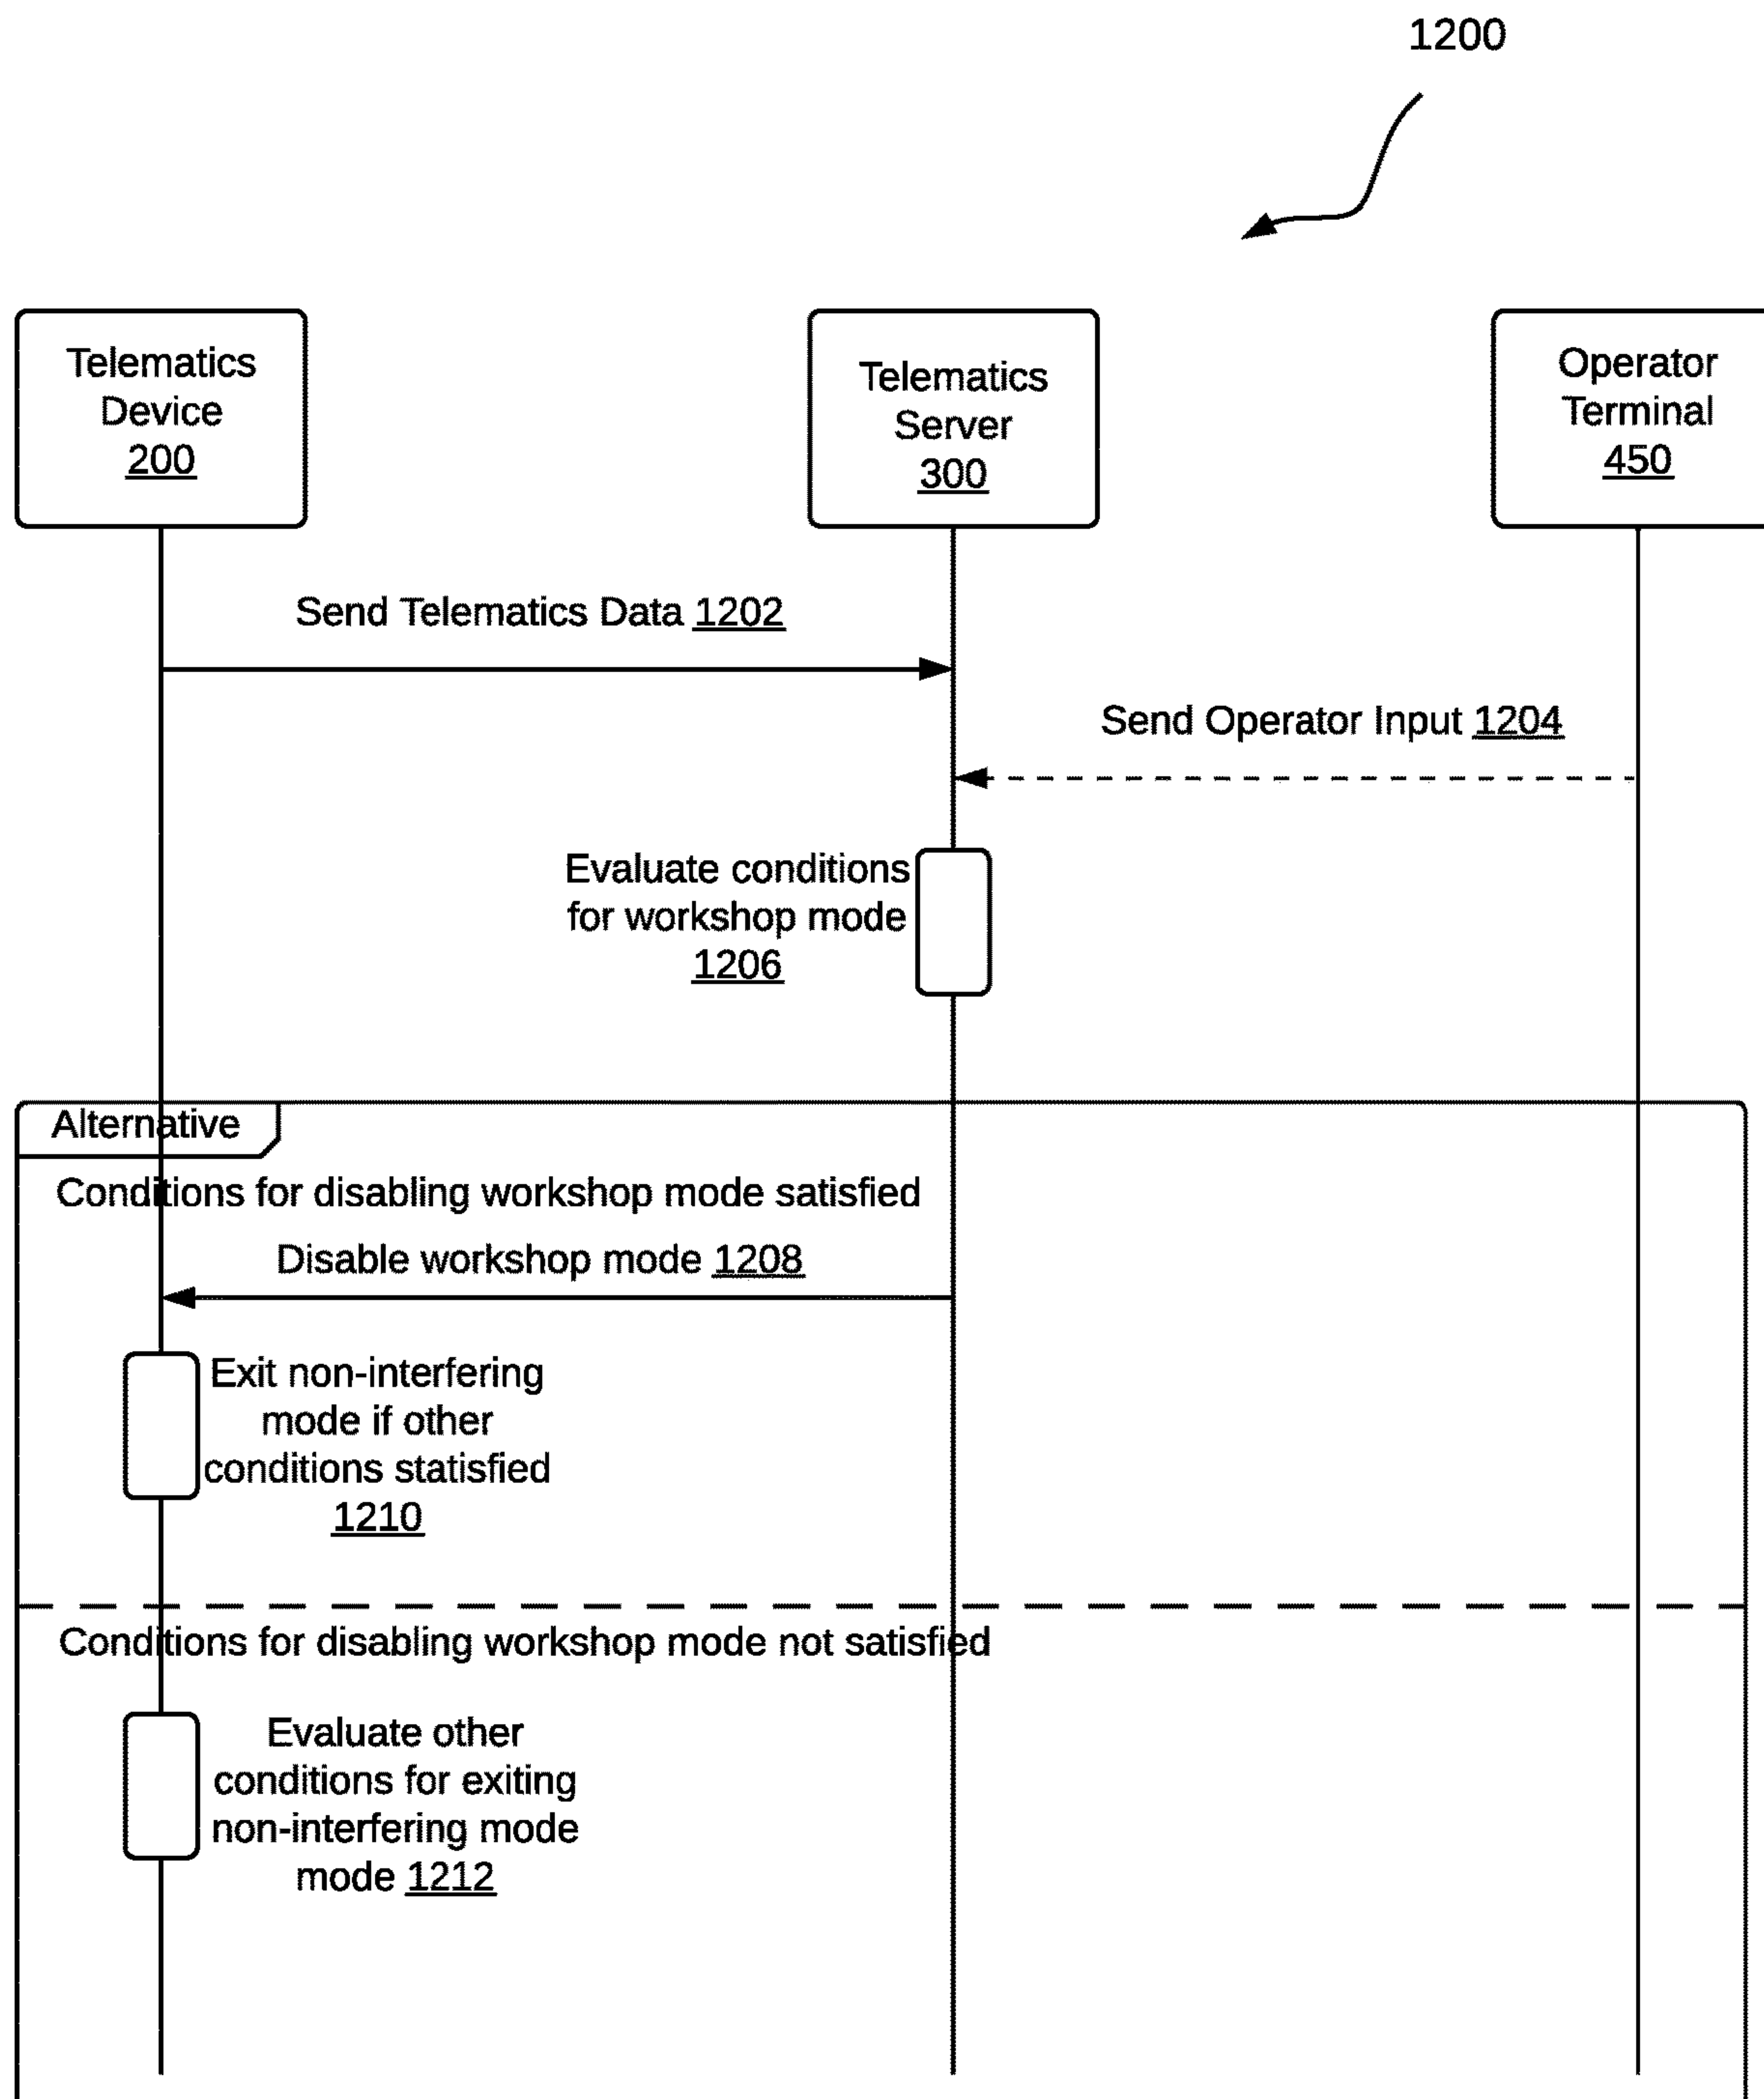 1200
Telematics
Device
200
Telematics
Server
300
Operator
Terminal
450
Send Telematics Data 1202
Send Operator Input 1204
Evaluate conditions
for workshop mode
1206
Alternative
Conditions for disabling workshop mode satisfied
Disable workshop mode 1208
Exit non-interfering
mode if other
conditions statisfied
1210
Conditions for disabling workshop mode not satisfied
Evaluate other
conditions for exiting
non-interfering mode
mode 1212